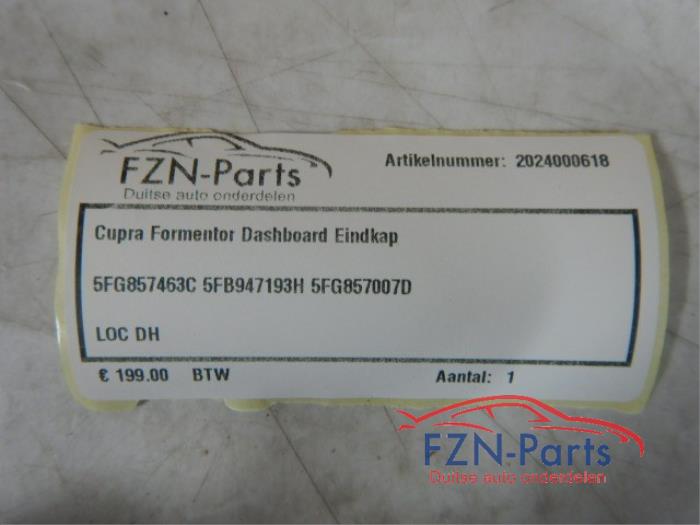 FZN-Parts
Duitse auto onderdelen
Artikelnummer: 2024000618
Cupra Formentor Dashboard Eindkap
5FG857463C 5FB947193H 5FG857007D
LOC DH
€ 199.00 BTW
Aantal: 1
FZN-Parts
Duitse auto onderdelen